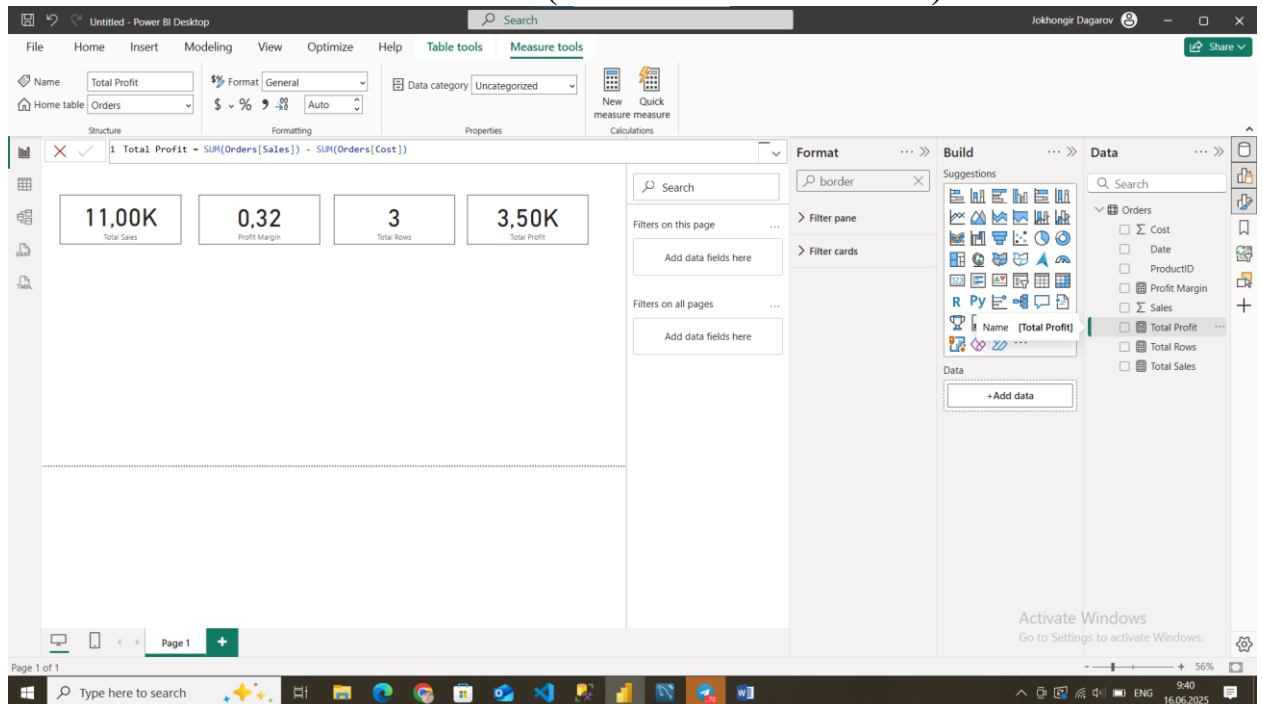 Untitled - Power BI Desktop
Search
Jokhongir Dagarov
File Home Insert Modeling View Optimize Help Table tools Measure tools
Share
Name Total Profit
$% Format General
Data category Uncategorized
Home table Orders
$ % 9 Auto
New measure
Quick measure
Structure
Formatting
Properties
Calculations
1 Total Profit = SUM(Orders[Sales]) - SUM(Orders[Cost])
11,00K
Total Sales
0,32
Profit Margin
3
Total Rows
3,50K
Total Profit
Search
Filters on this page ...
Add data fields here
Filters on all pages ...
Add data fields here
Format ...
border
Filter pane
Filter cards
Build ...
Suggestions
123
R Py
Name [Total Profit]
...
Data
+Add data
Data ...
Search
Orders
Σ Cost
Date
ProductID
Profit Margin
Σ Sales
Total Profit ...
Total Rows
Total Sales
Activate Windows
Go to Settings to activate Windows.
Page 1
+
Page 1 of 1
- + 56%
Type here to search
ENG
9:40
16.06.2025